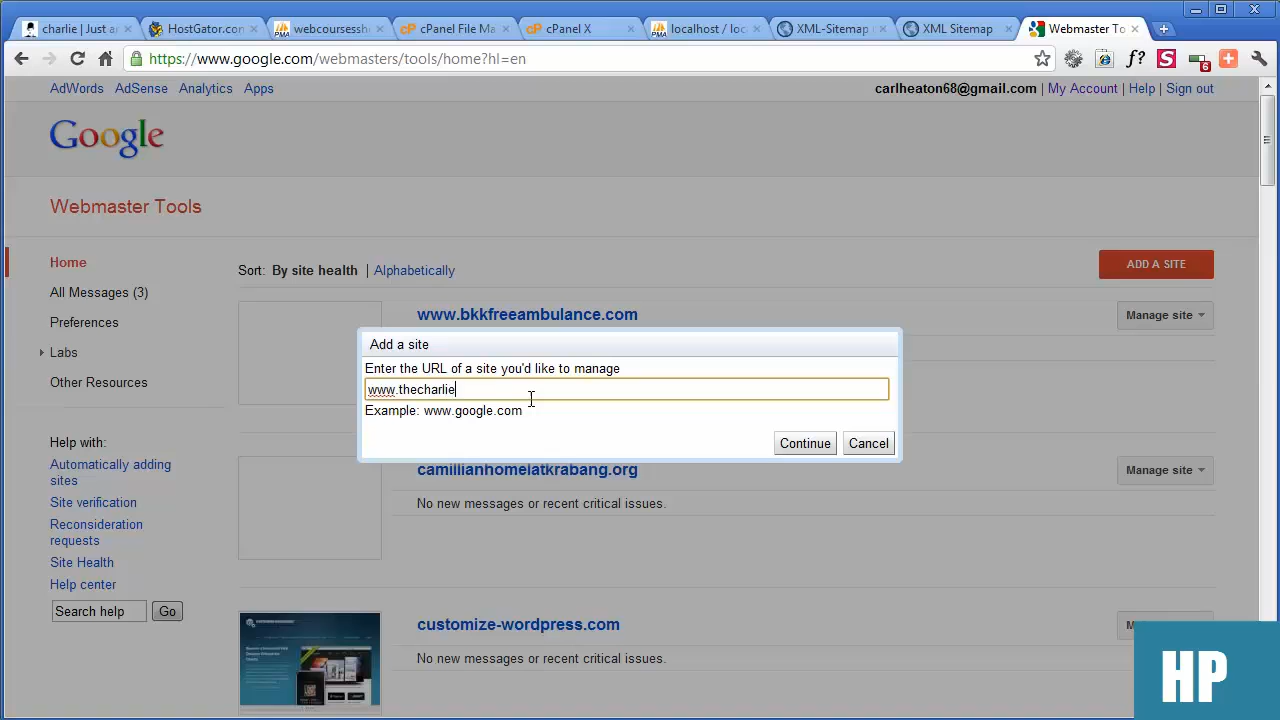 charlie | Just a
HostGator.com
webcoursessh
cPanel File Ma
cPanel X
localhost / loc
XML-Sitemap
XML Sitemap
Webmaster To
https://www.google.com/webmasters/tools/home?hl=en
6
AdWords AdSense Analytics Apps
carlheaton68@gmail.com | My Account | Help | Sign out
Google
Webmaster Tools
Home
All Messages (3)
Preferences
Labs
Other Resources
Help with:
Automatically adding
sites
Site verification
Reconsideration
requests
Site Health
Help center
Search help Go
Sort: By site health | Alphabetically
ADD A SITE
www.bkkfreeambulance.com
Manage site
Add a site
Enter the URL of a site you'd like to manage
www.thecharlie
Example: www.google.com
Continue Cancel
camillianhomelatkrabang.org
Manage site
No new messages or recent critical issues.
customize-wordpress.com
No new messages or recent critical issues.
HP